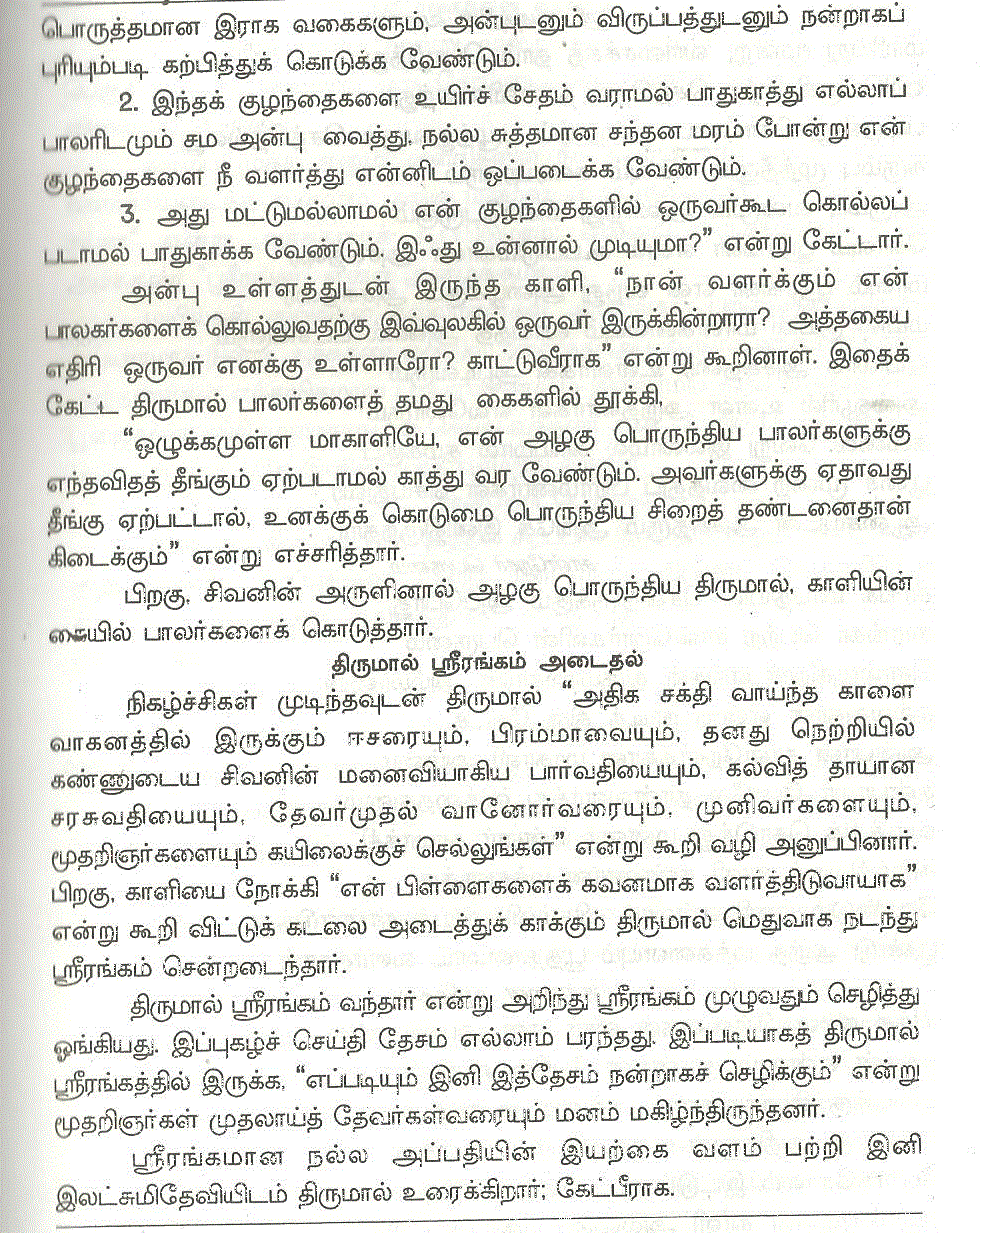 பொருத்தமான இராக வகைகளும், அன்புடனும் விருப்பத்துடனும் நன்றாகப்
புரியும்படி கற்பித்துக் கொடுக்க வேண்டும்.
2. இந்தக் குழந்தைகளை உயிர்ச் சேதம் வராமல் பாதுகாத்து எல்லாப்
பாலரிடமும் சம அன்பு வைத்து, நல்ல சுத்தமான சந்தன மரம் போன்று என்
குழந்தைகளை நீ வளர்த்து என்னிடம் ஒப்படைக்க வேண்டும்.
3. அது மட்டுமல்லாமல் என் குழந்தைகளில் ஒருவர்கூட கொல்லப்
படாமல் பாதுகாக்க வேண்டும். இஃது உன்னால் முடியுமா?” என்று கேட்டார்.
அன்பு உள்ளத்துடன் இருந்த காளி, “நான் வளர்க்கும் என்
பாலகர்களைக் கொல்லுவதற்கு இவ்வுலகில் ஒருவர் இருக்கின்றாரா? அத்தகைய
எதிரி ஒருவர் எனக்கு உள்ளாரோ? காட்டுவீராக” என்று கூறினாள். இதைக்
கேட்ட திருமால் பாலர்களைத் தமது கைகளில் தூக்கி,
“ஒழுக்கமுள்ள மாகாளியே, என் அழகு பொருந்திய பாலர்களுக்கு
எந்தவிதத் தீங்கும் ஏற்படாமல் காத்து வர வேண்டும். அவர்களுக்கு ஏதாவது
தீங்கு ஏற்பட்டால், உனக்குக் கொடுமை பொருந்திய சிறைத் தண்டனைதான்
கிடைக்கும்” என்று எச்சரித்தார்.
பிறகு, சிவனின் அருளினால் அழகு பொருந்திய திருமால், காளியின்
கையில் பாலர்களைக் கொடுத்தார்.
திருமால் ஸ்ரீரங்கம் அடைதல்
நிகழ்ச்சிகள் முடிந்தவுடன் திருமால் “அதிக சக்தி வாய்ந்த காளை
வாகனத்தில் இருக்கும் ஈசரையும், பிரம்மாவையும், தனது நெற்றியில்
கண்ணுடைய சிவனின் மனைவியாகிய பார்வதியையும், கல்வித் தாயான
சரசுவதியையும், தேவர்முதல் வானோர்வரையும், முனிவர்களையும்,
மூதறிஞர்களையும் கயிலைக்குச் செல்லுங்கள்” என்று கூறி வழி அனுப்பினார்.
பிறகு, காளியை நோக்கி “என் பிள்ளைகளைக் கவனமாக வளர்த்திடுவாயாக”
என்று கூறி விட்டுக் கடலை அடைத்துக் காக்கும் திருமால் மெதுவாக நடந்து
ஸ்ரீரங்கம் சென்றடைந்தார்.
திருமால் ஸ்ரீரங்கம் வந்தார் என்று அறிந்து ஸ்ரீரங்கம் முழுவதும் செழித்து
ஓங்கியது. இப்புகழ்ச் செய்தி தேசம் எல்லாம் பரந்தது. இப்படியாகத் திருமால்
ஸ்ரீரங்கத்தில் இருக்க, “எப்படியும் இனி இத்தேசம் நன்றாகச் செழிக்கும்” என்று
மூதறிஞர்கள் முதலாய்த் தேவர்கள்வரையும் மனம் மகிழ்ந்திருந்தனர்.
ஸ்ரீரங்கமான நல்ல அப்பதியின் இயற்கை வளம் பற்றி இனி
இலட்சுமிதேவியிடம் திருமால் உரைக்கிறார்; கேட்பீராக.